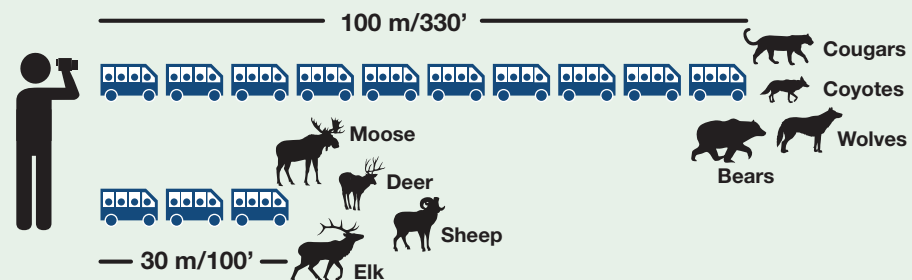 100 m/330’
Cougars
Coyotes
Wolves
Bears
Moose
Deer
Sheep
Elk
30 m/100’